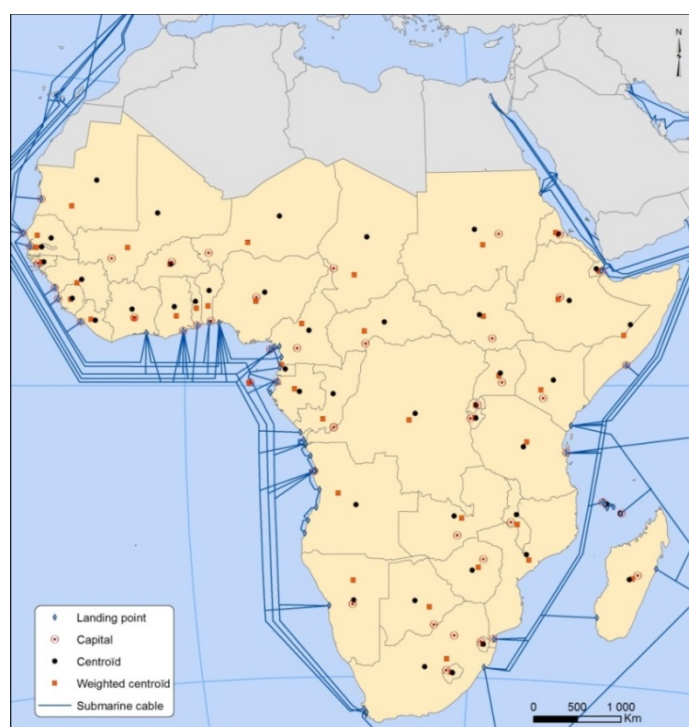 N
Landing point
Capital
Centroïd
Weighted centroïd
Submarine cable
0 500 1 000
Km